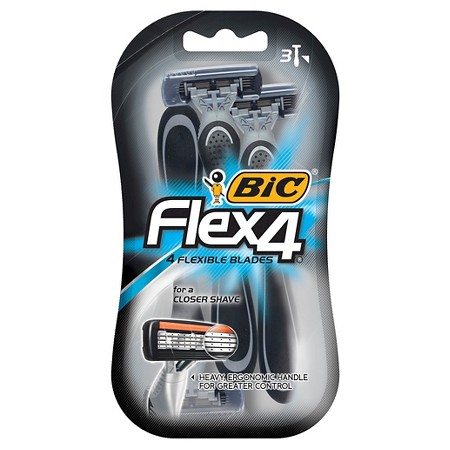 3
BiC®
Flex4
4 FLEXIBLE BLADES
for a
CLOSER SHAVE
HEAVY, ERGONOMIC HANDLE
FOR GREATER CONTROL